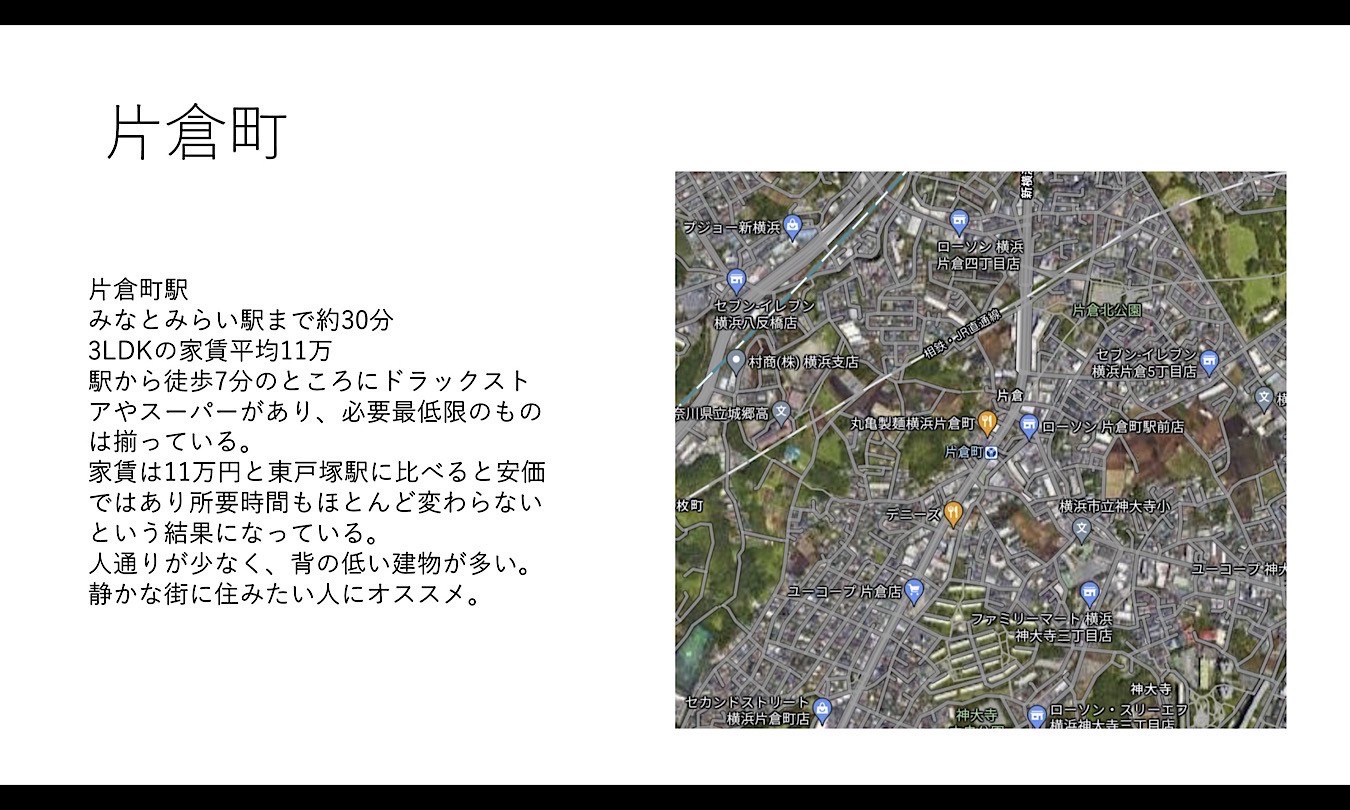 片倉町
片倉町駅
みなとみらい駅まで約30分
3LDKの家賃平均11万
駅から徒歩7分のところにドラックスト
アやスーパーがあり、必要最低限のもの
は揃っている。
家賃は11万円と東戸塚駅に比べると安価
ではあり所要時間もほとんど変わらない
という結果になっている。
人通りが少なく、背の低い建物が多い。
静かな街に住みたい人にオススメ。
プジョー新横浜
ローソン 横浜
片倉四丁目店
セブン-イレブン
横浜八反橋店
片倉北公園
相鉄・JR直通線
村商(株) 横浜支店
セブン-イレブン
横浜片倉5丁目店
片倉
奈川県立城郷高
丸亀製麺横浜片倉町
ローソン 片倉町駅前店
片倉町
枚町
デニーズ
横浜市立神大寺小
ユーコープ 神大
ユーコープ 片倉店
ファミリーマート 横浜
神大寺三丁目店
神大寺
セカンドストリート
横浜片倉町店
神大寺
ローソン・スリーエフ
横浜神大寺三丁目店